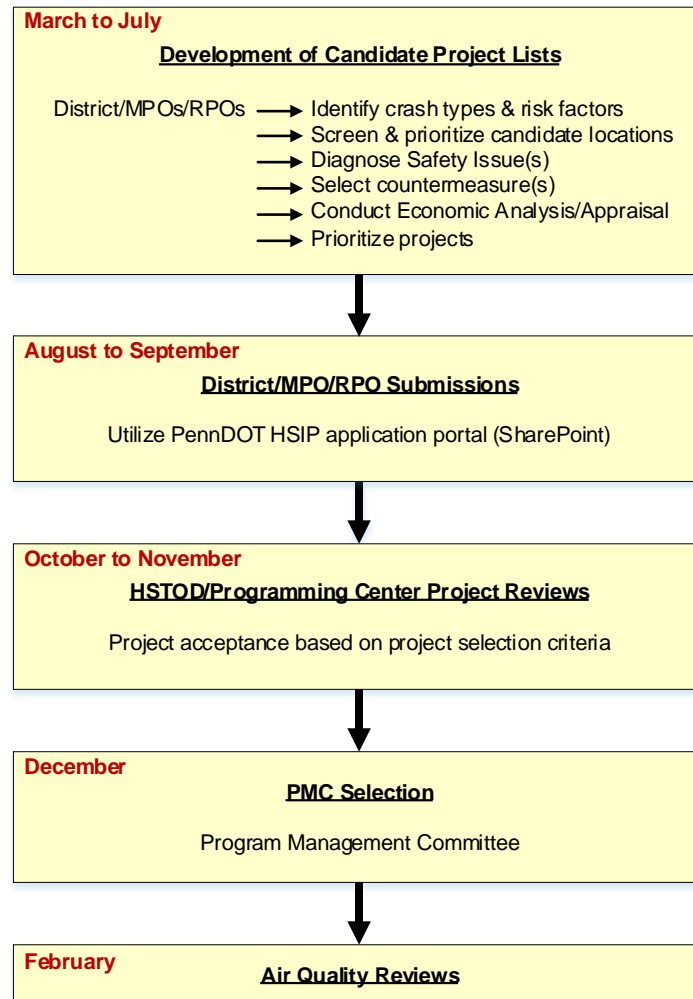 March to July
Development of Candidate Project Lists
District/MPOs/RPOs Identify crash types & risk factors
Screen & prioritize candidate locations
Diagnose Safety Issue(s)
Select countermeasure(s)
Conduct Economic Analysis/Appraisal
Prioritize projects
August to September
District/MPO/RPO Submissions
Utilize PennDOT HSIP application portal (SharePoint)
October to November
HSTOD/Programming Center Project Reviews
Project acceptance based on project selection criteria
December
PMC Selection
Program Management Committee
February
Air Quality Reviews